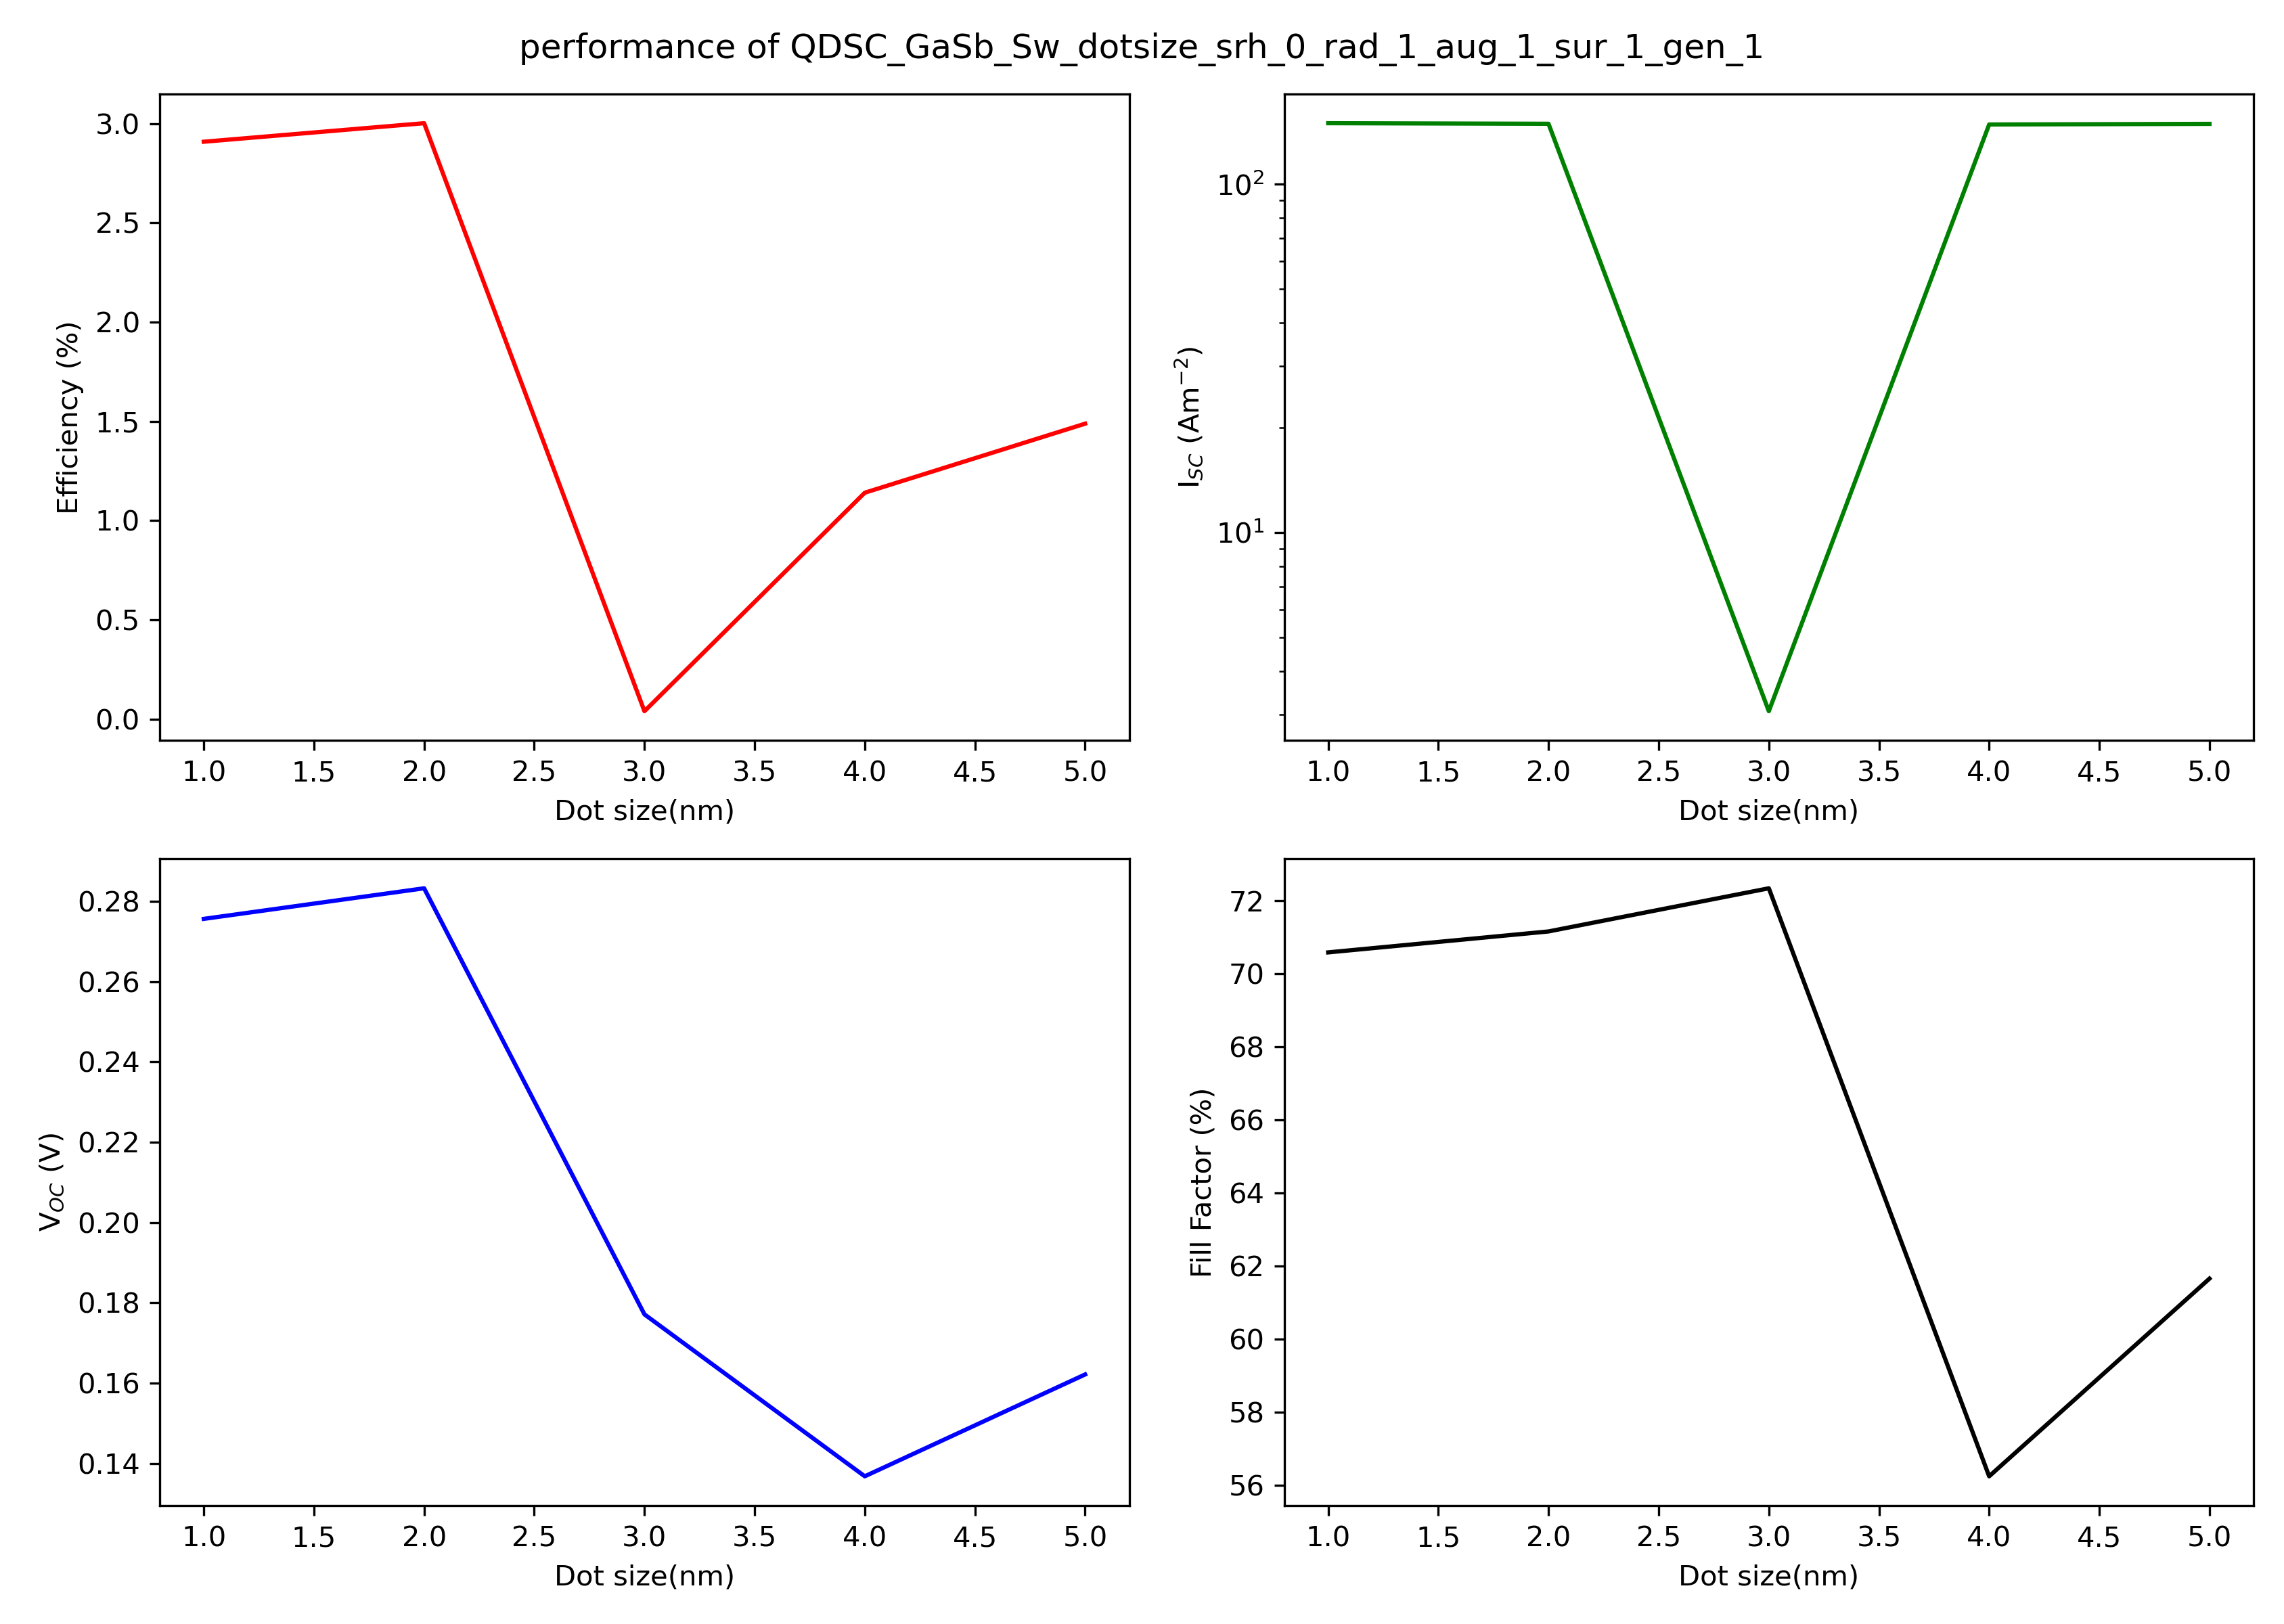 performance of QDSC_GaSb_Sw_dotsize_srh_0_rad_1_aug_1_sur_1_gen_1
Efficiency (%)
3.0
2.5
2.0
1.5
1.0
0.5
0.0
1.0 1.5 2.0 2.5 3.0 3.5 4.0 4.5 5.0
Dot size(nm)
I_SC (Am⁻²)
10²
10¹
1.0 1.5 2.0 2.5 3.0 3.5 4.0 4.5 5.0
Dot size(nm)
V_OC (V)
0.28
0.26
0.24
0.22
0.20
0.18
0.16
0.14
1.0 1.5 2.0 2.5 3.0 3.5 4.0 4.5 5.0
Dot size(nm)
Fill Factor (%)
72
70
68
66
64
62
60
58
56
1.0 1.5 2.0 2.5 3.0 3.5 4.0 4.5 5.0
Dot size(nm)